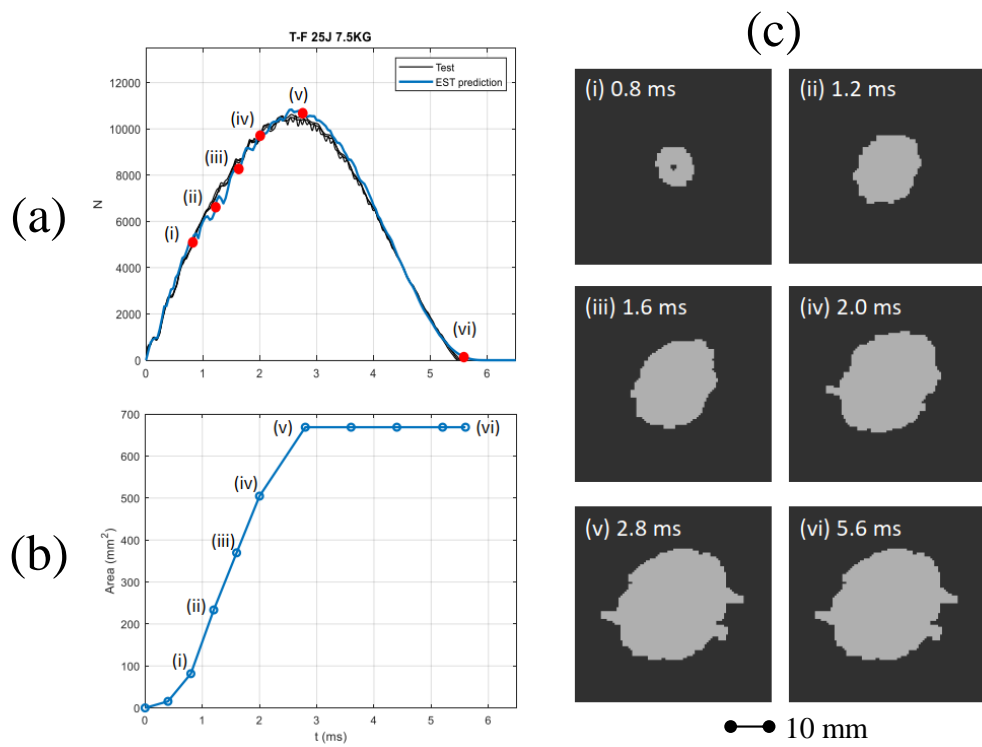 (a)
T-F 25J 7.5KG
Test
EST prediction
N
12000
10000
8000
6000
4000
2000
0
(i)
(ii)
(iii)
(iv)
(v)
(vi)
0 1 2 3 4 5 6
(b)
Area (mm²)
700
600
500
400
300
200
100
0
(i)
(ii)
(iii)
(iv)
(v)
(vi)
0 1 2 3 4 5 6
t (ms)
(c)
(i) 0.8 ms
(ii) 1.2 ms
(iii) 1.6 ms
(iv) 2.0 ms
(v) 2.8 ms
(vi) 5.6 ms
10 mm